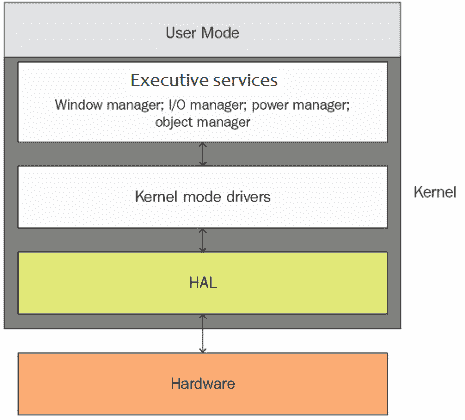 User Mode
Executive services
Window manager; I/O manager; power manager;
object manager
Kernel mode drivers
Kernel
HAL
Hardware